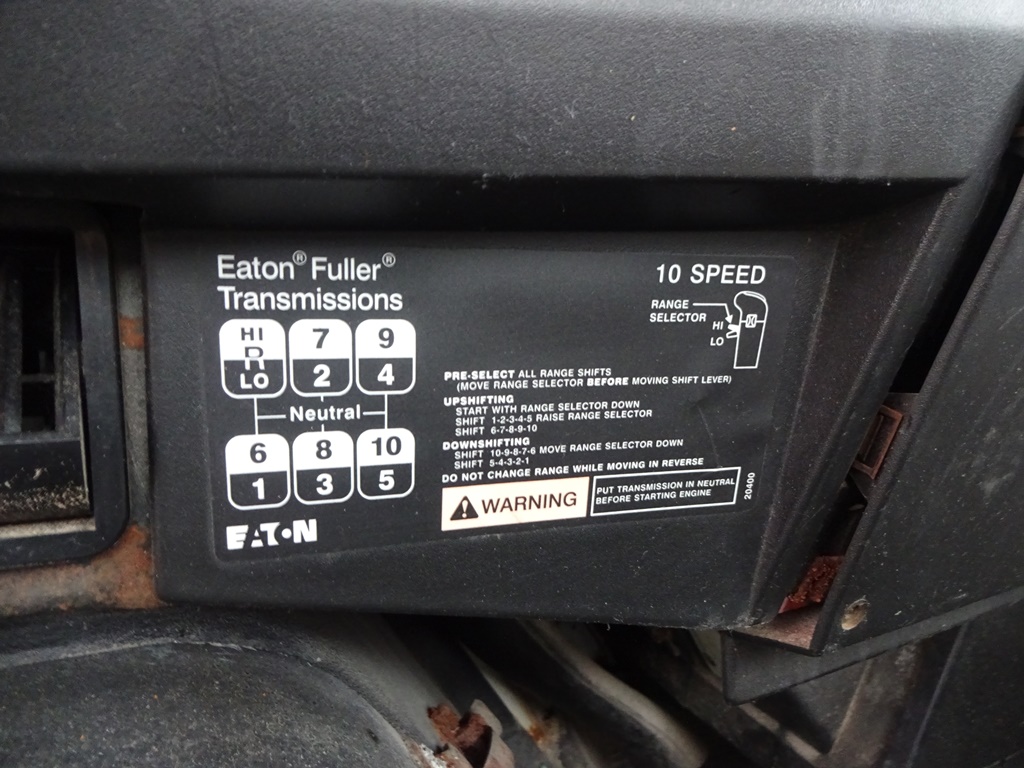 Eaton® Fuller®
Transmissions
10 SPEED
RANGE
SELECTOR
HI
LO
HI
R
LO
7
2
9
4
Neutral
6
1
8
3
10
5
EATON
PRE-SELECT ALL RANGE SHIFTS
(MOVE RANGE SELECTOR BEFORE MOVING SHIFT LEVER)
UPSHIFTING
START WITH RANGE SELECTOR DOWN
SHIFT 1-2-3-4-5 RAISE RANGE SELECTOR
SHIFT 6-7-8-9-10
DOWNSHIFTING
SHIFT 10-9-8-7-6 MOVE RANGE SELECTOR DOWN
SHIFT 5-4-3-2-1
DO NOT CHANGE RANGE WHILE MOVING IN REVERSE
WARNING
PUT TRANSMISSION IN NEUTRAL
BEFORE STARTING ENGINE
20400